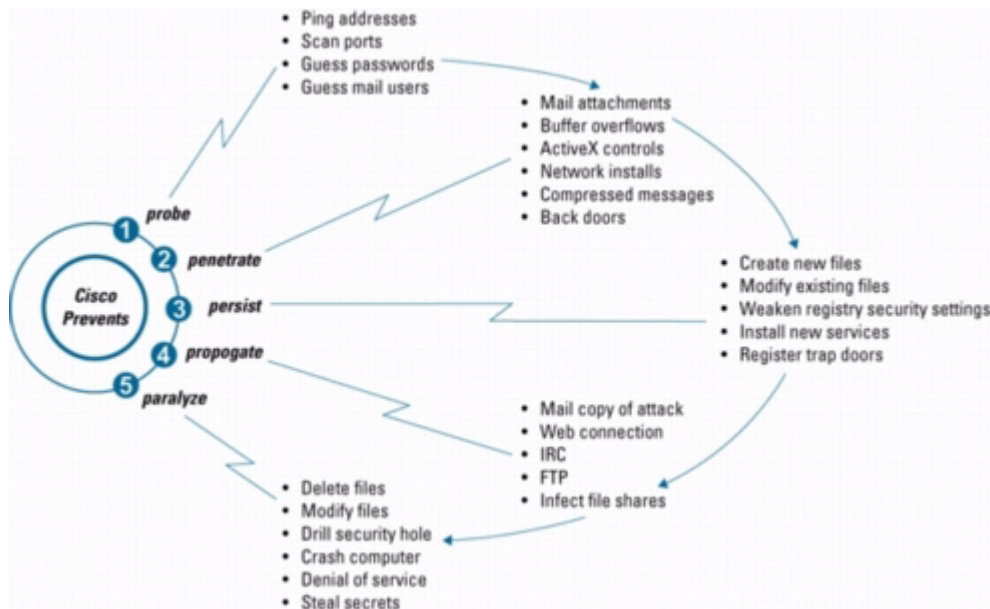 • Ping addresses
• Scan ports
• Guess passwords
• Guess mail users
• Mail attachments
• Buffer overflows
• ActiveX controls
• Network installs
• Compressed messages
• Back doors
1 probe
2 penetrate
Cisco
Prevents
3 persist
4 propogate
5 paralyze
• Create new files
• Modify existing files
• Weaken registry security settings
• Install new services
• Register trap doors
• Mail copy of attack
• Web connection
• IRC
• FTP
• Infect file shares
• Delete files
• Modify files
• Drill security hole
• Crash computer
• Denial of service
• Steal secrets